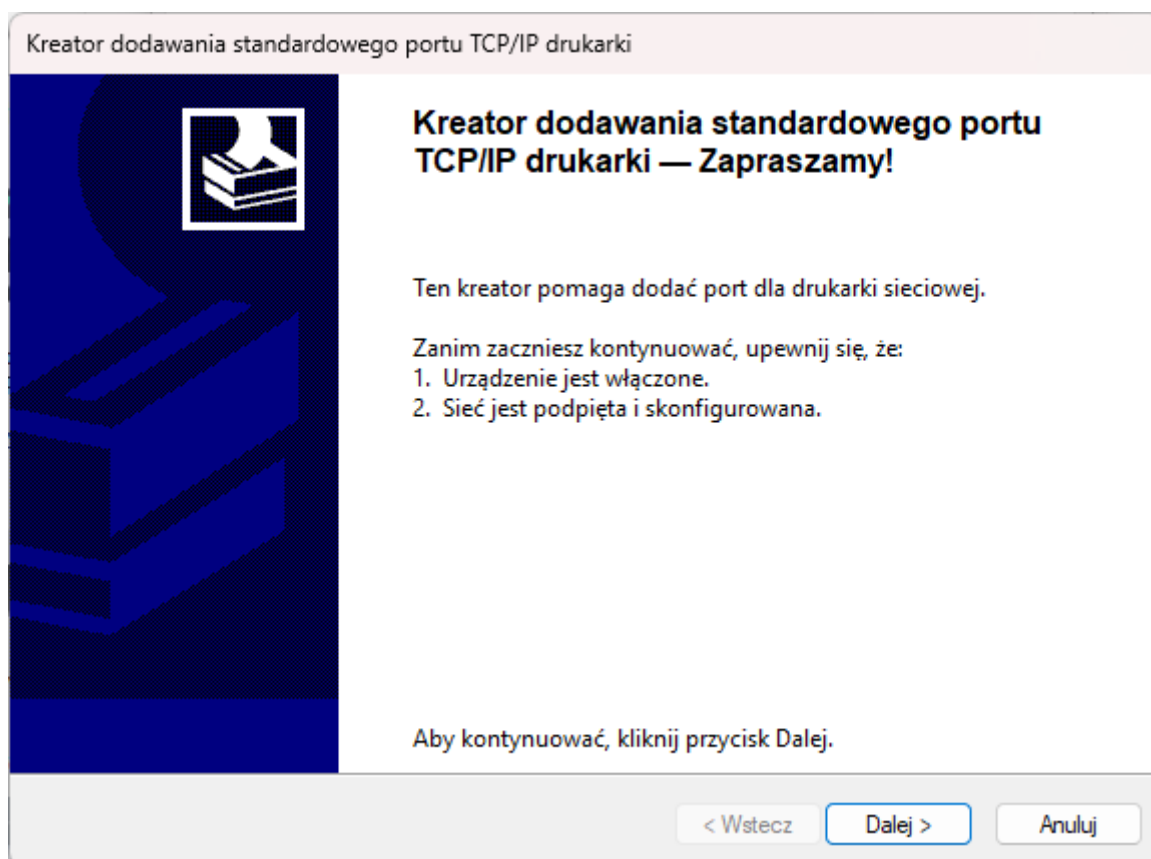 Kreator dodawania standardowego portu TCP/IP drukarki
Kreator dodawania standardowego portu
TCP/IP drukarki — Zapraszamy!
Ten kreator pomaga dodać port dla drukarki sieciowej.
Zanim zaczniesz kontynuować, upewnij się, że:
1. Urządzenie jest włączone.
2. Sieć jest podpięta i skonfigurowana.
Aby kontynuować, kliknij przycisk Dalej.
< Wstecz
Dalej >
Anuluj